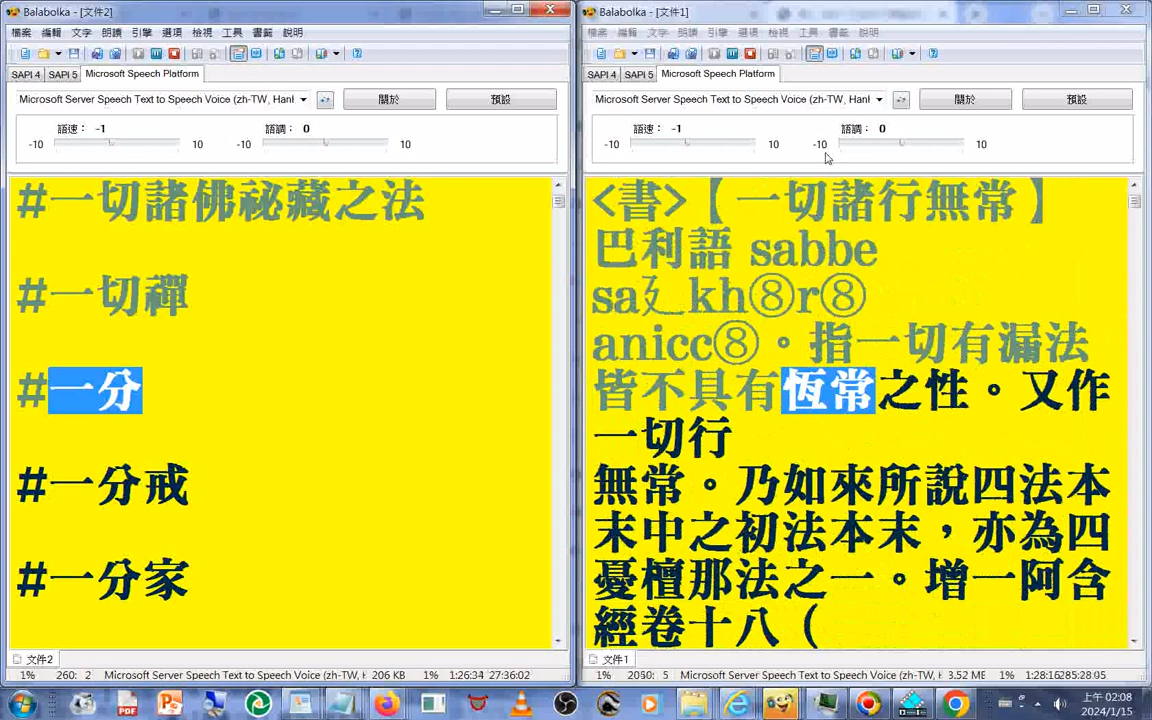 Balabolka - [文件2]
檔案 編輯 文字 朗讀 引擎 選項 檢視 工具 書籤 說明
SAPI 4 SAPI 5 Microsoft Speech Platform
Microsoft Server Speech Text to Speech Voice (zh-TW, Hanl
關於 預設
語速： -1 語調： 0
-10 10 -10 10
#一切諸佛祕藏之法
#一切禪
#一分
#一分戒
#一分家
文件2
1% 260: 2 Microsoft Server Speech Text to Speech Voice (zh-TW, H 206 KB 1% 1:26:34 27:36:02
Balabolka - [文件1]
檔案 編輯 文字 朗讀 引擎 選項 檢視 工具 書籤 說明
SAPI 4 SAPI 5 Microsoft Speech Platform
Microsoft Server Speech Text to Speech Voice (zh-TW, Hanl
關於 預設
語速： -1 語調： 0
-10 10 -10 10
<書>【一切諸行無常】
巴利語 sabbe
sa廴kh⑧r⑧
anicc⑧。指一切有漏法
皆不具有恆常之性。又作
一切行
無常。乃如來所說四法本
末中之初法本末，亦為四
憂檀那法之一。增一阿含
經卷十八（
文件1
1% 2050: 5 Microsoft Server Speech Text to Speech Voice (zh-TW, H 3.52 MB 1% 1:28:16 285:28:05
上午 02:08
2024/1/15